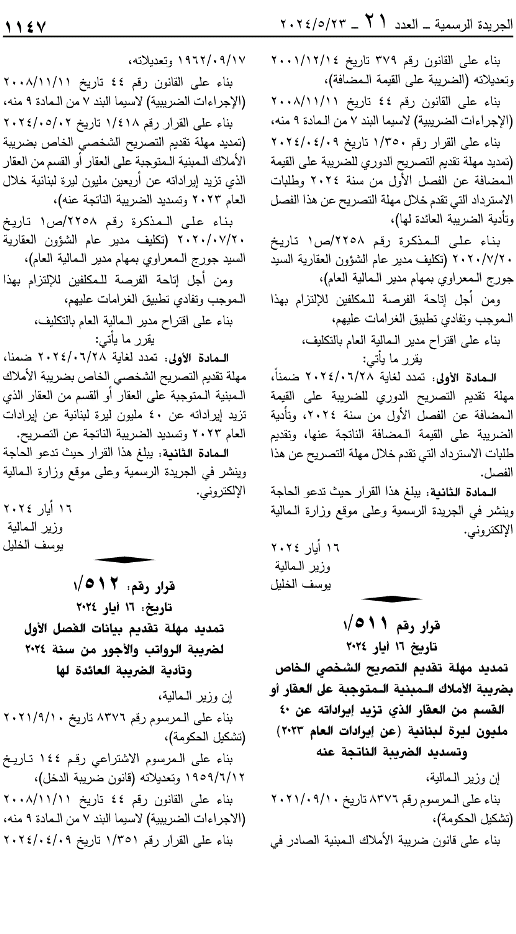 الجريدة الرسمية ــ العدد ٢١ ــ ٢٠٢٤/٥/٢٣
١١٤٧
بناء على القانون رقم ٣٧٩ تاريخ ٢٠٠١/١٢/١٤
وتعديلاته (الضريبة على القيمة المضافة)،
بناء على القانون رقم ٤٤ تاريخ ٢٠٠٨/١١/١١
(الإجراءات الضريبية) لاسيما البند ٧ من المادة ٩ منه،
بناء على القرار رقم ١/٣٥٠ تاريخ ٢٠٢٤/٠٤/٠٩
(تمديد مهلة تقديم التصريح الدوري للضريبة على القيمة
المضافة عن الفصل الأول من سنة ٢٠٢٤ وطلبات
الاسترداد التي تقدم خلال مهلة التصريح عن هذا الفصل
وتأدية الضريبة العائدة لها)،
بناء على المذكرة رقم ٢٢٥٨/ص١ تاريخ
٢٠٢٠/٧/٢٠ (تكليف مدير عام الشؤون العقارية السيد
جورج المعراوي بمهام مدير المالية العام)،
ومن أجل إتاحة الفرصة للمكلفين للإلتزام بهذا
الموجب وتفادي تطبيق الغرامات عليهم،
بناء على اقتراح مدير المالية العام بالتكليف،
يقرر ما يأتي:
المادة الأولى: تمدد لغاية ٢٠٢٤/٠٦/٢٨ ضمناً،
مهلة تقديم التصريح الدوري للضريبة على القيمة
المضافة عن الفصل الأول من سنة ٢٠٢٤، وتأدية
الضريبة على القيمة المضافة الناتجة عنها، وتقديم
طلبات الاسترداد التي تقدم خلال مهلة التصريح عن هذا
الفصل.
المادة الثانية: يبلغ هذا القرار حيث تدعو الحاجة
وينشر في الجريدة الرسمية وعلى موقع وزارة المالية
الإلكتروني.
١٦ أيار ٢٠٢٤
وزير المالية
يوسف الخليل
قرار رقم ١/٥١١
تاريخ ١٦ أيار ٢٠٢٤
تمديد مهلة تقديم التصريح الشخصي الخاص
بضريبة الأملاك المبنية المتوجبة على العقار أو
القسم من العقار الذي تزيد إيراداته عن ٤٠
مليون ليرة لبنانية (عن إيرادات العام ٢٠٢٣)
وتسديد الضريبة الناتجة عنه
إن وزير المالية،
بناء على المرسوم رقم ٨٣٧٦ تاريخ ٢٠٢١/٠٩/١٠
(تشكيل الحكومة)،
بناء على قانون ضريبة الأملاك المبنية الصادر في
١٩٦٢/٠٩/١٧ وتعديلاته،
بناء على القانون رقم ٤٤ تاريخ ٢٠٠٨/١١/١١
(الإجراءات الضريبية) لاسيما البند ٧ من المادة ٩ منه،
بناء على القرار رقم ١/٤١٨ تاريخ ٢٠٢٤/٠٥/٠٢
(تمديد مهلة تقديم التصريح الشخصي الخاص بضريبة
الأملاك المبنية المتوجبة على العقار أو القسم من العقار
الذي تزيد إيراداته عن أربعين مليون ليرة لبنانية خلال
العام ٢٠٢٣ وتسديد الضريبة الناتجة عنه)،
بناء على المذكرة رقم ٢٢٥٨/ص١ تاريخ
٢٠٢٠/٠٧/٢٠ (تكليف مدير عام الشؤون العقارية
السيد جورج المعراوي بمهام مدير المالية العام)،
ومن أجل إتاحة الفرصة للمكلفين للإلتزام بهذا
الموجب وتفادي تطبيق الغرامات عليهم،
بناء على اقتراح مدير المالية العام بالتكليف،
يقرر ما يأتي:
المادة الأولى: تمدد لغاية ٢٠٢٤/٠٦/٢٨ ضمناً،
مهلة تقديم التصريح الشخصي الخاص بضريبة الأملاك
المبنية المتوجبة على العقار أو القسم من العقار الذي
تزيد إيراداته عن ٤٠ مليون ليرة لبنانية عن إيرادات
العام ٢٠٢٣ وتسديد الضريبة الناتجة عن التصريح.
المادة الثانية: يبلغ هذا القرار حيث تدعو الحاجة
وينشر في الجريدة الرسمية وعلى موقع وزارة المالية
الإلكتروني.
١٦ أيار ٢٠٢٤
وزير المالية
يوسف الخليل
قرار رقم: ١/٥١٢
تاريخ: ١٦ أيار ٢٠٢٤
تمديد مهلة تقديم بيانات الفصل الأول
لضريبة الرواتب والأجور من سنة ٢٠٢٤
وتأدية الضريبة العائدة لها
إن وزير المالية،
بناء على المرسوم رقم ٨٣٧٦ تاريخ ٢٠٢١/٩/١٠
(تشكيل الحكومة)،
بناء على المرسوم الاشتراعي رقم ١٤٤ تاريخ
١٩٥٩/٦/١٢ وتعديلاته (قانون ضريبة الدخل)،
بناء على القانون رقم ٤٤ تاريخ ٢٠٠٨/١١/١١
(الاجراءات الضريبية) لاسيما البند ٧ من المادة ٩ منه،
بناء على القرار رقم ١/٣٥١ تاريخ ٢٠٢٤/٠٤/٠٩